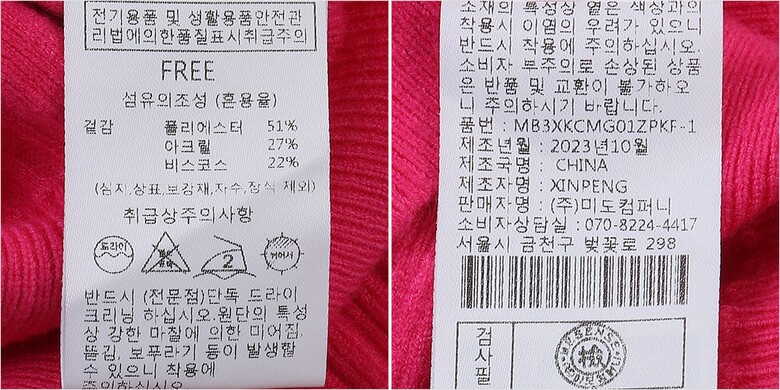 전기용품 및 생활용품안전관
리법에의한품질표시취급주의
FREE
섬유의조성 (혼용율)
겉감 폴리에스터 51%
아크릴 27%
비스코스 22%
(심지,상표,보강재,자수,장식 제외)
취급상주의사항
드라이
2
반드시 (전문점)단독 드라이
크리닝 하십시오.원단의 특성
상 강한 마찰에 의한 미어짐,
뜯김, 보푸라기 등이 발생할
수 있으니 착용에
주의하십시오
소재의 특성상 옅은 색상과의
착용시 이염의 우려가 있으니
반드시 착용에 주의하십시오.
소비자 부주의로 손상된 상품
은 반품 및 교환이 불가하오
니 주의하시기 바랍니다.
품번 : MB3XKCMG01ZPKF-1
제조년월 : 2023년10월
제조국명 : CHINA
제조자명 : XINPENG
판매자명 : (주)미도컴퍼니
소비자상담실 : 070-8224-4417
서울시 금천구 벚꽃로 298
검사필